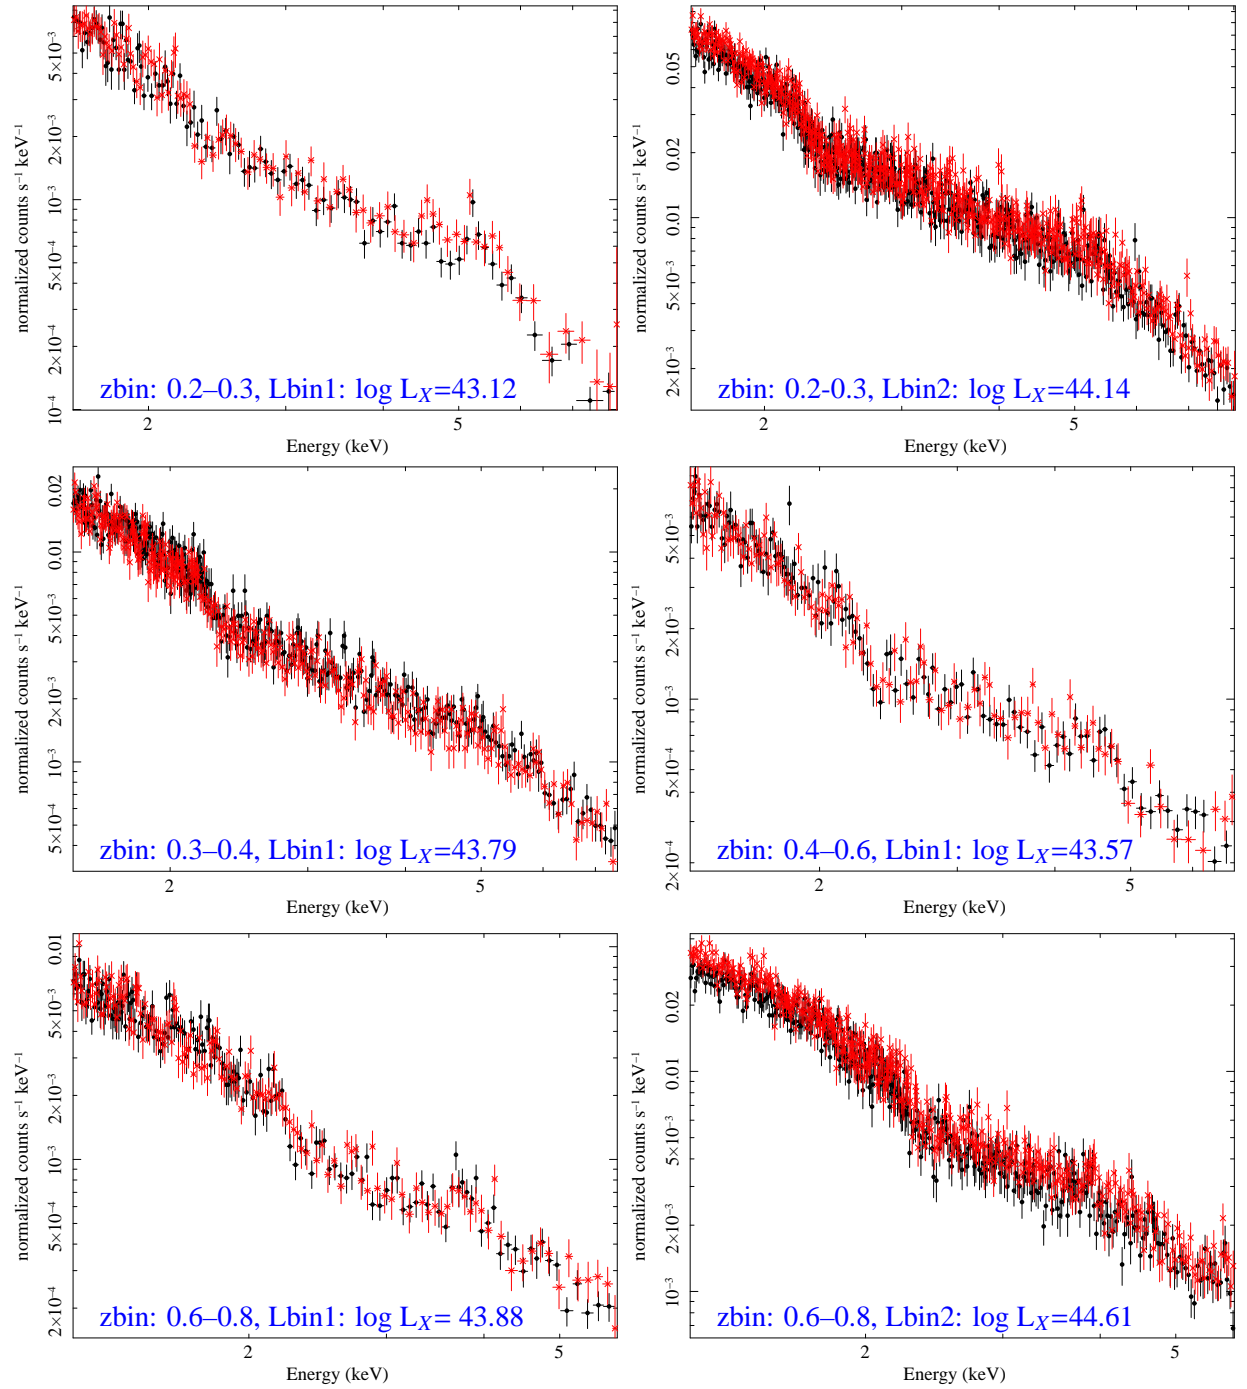 normalized counts s⁻¹ keV⁻¹
5×10⁻³
2×10⁻³
10⁻³
5×10⁻⁴
2×10⁻⁴
10⁻⁴
zbin: 0.2–0.3, Lbin1: log L_X=43.12
2 5
Energy (keV)
normalized counts s⁻¹ keV⁻¹
0.05
0.02
0.01
5×10⁻³
2×10⁻³
zbin: 0.2-0.3, Lbin2: log L_X=44.14
2 5
Energy (keV)
normalized counts s⁻¹ keV⁻¹
0.02
0.01
5×10⁻³
2×10⁻³
10⁻³
5×10⁻⁴
zbin: 0.3–0.4, Lbin1: log L_X=43.79
2 5
Energy (keV)
normalized counts s⁻¹ keV⁻¹
5×10⁻³
2×10⁻³
10⁻³
5×10⁻⁴
2×10⁻⁴
zbin: 0.4–0.6, Lbin1: log L_X=43.57
2 5
Energy (keV)
normalized counts s⁻¹ keV⁻¹
0.01
5×10⁻³
2×10⁻³
10⁻³
5×10⁻⁴
2×10⁻⁴
zbin: 0.6–0.8, Lbin1: log L_X= 43.88
2 5
Energy (keV)
normalized counts s⁻¹ keV⁻¹
0.02
0.01
5×10⁻³
2×10⁻³
10⁻³
zbin: 0.6–0.8, Lbin2: log L_X=44.61
2 5
Energy (keV)